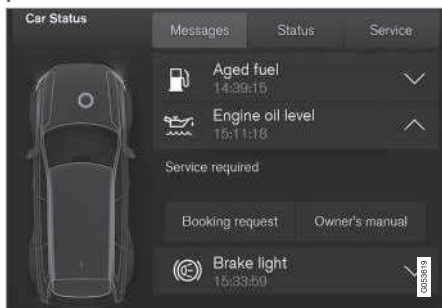 Car Status
Messages Status Service
Aged fuel
14:39:15
Engine oil level
15:11:18
Service required
Booking request Owner's manual
Brake light
15:33:59
G053619